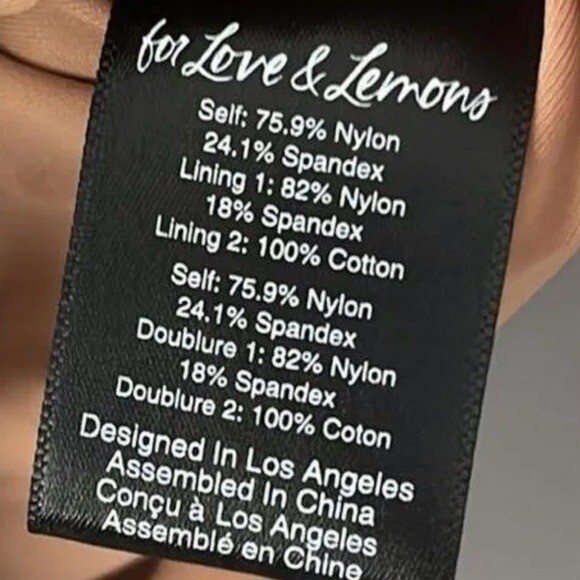 for Love & Lemons
Self: 75.9% Nylon
24.1% Spandex
Lining 1: 82% Nylon
18% Spandex
Lining 2: 100% Cotton
Self: 75.9% Nylon
24.1% Spandex
Doublure 1: 82% Nylon
18% Spandex
Doublure 2: 100% Coton
Designed In Los Angeles
Assembled In China
Conçu à Los Angeles
Assemblé en Chine